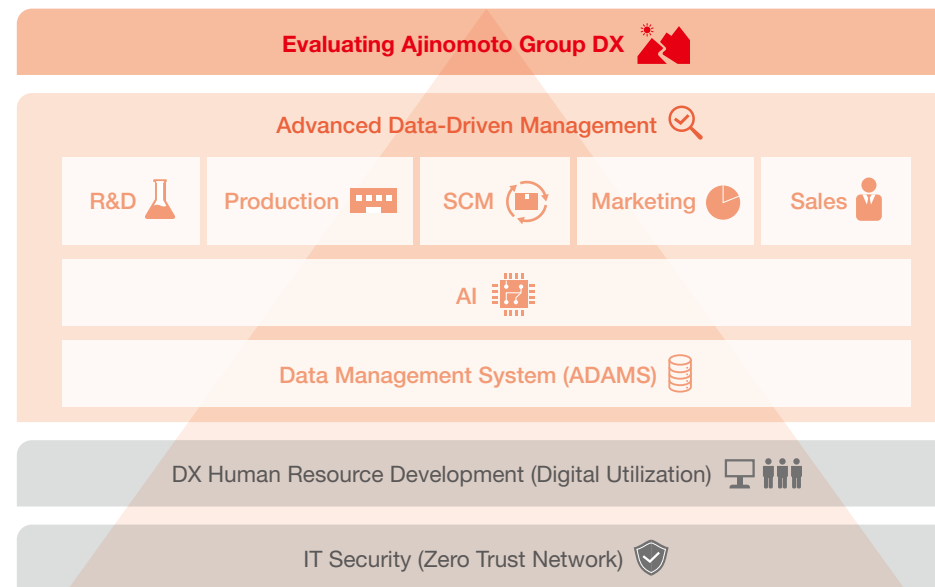 Evaluating Ajinomoto Group DX
Advanced Data-Driven Management
R&D
Production
SCM
Marketing
Sales
AI
Data Management System (ADAMS)
DX Human Resource Development (Digital Utilization)
IT Security (Zero Trust Network)